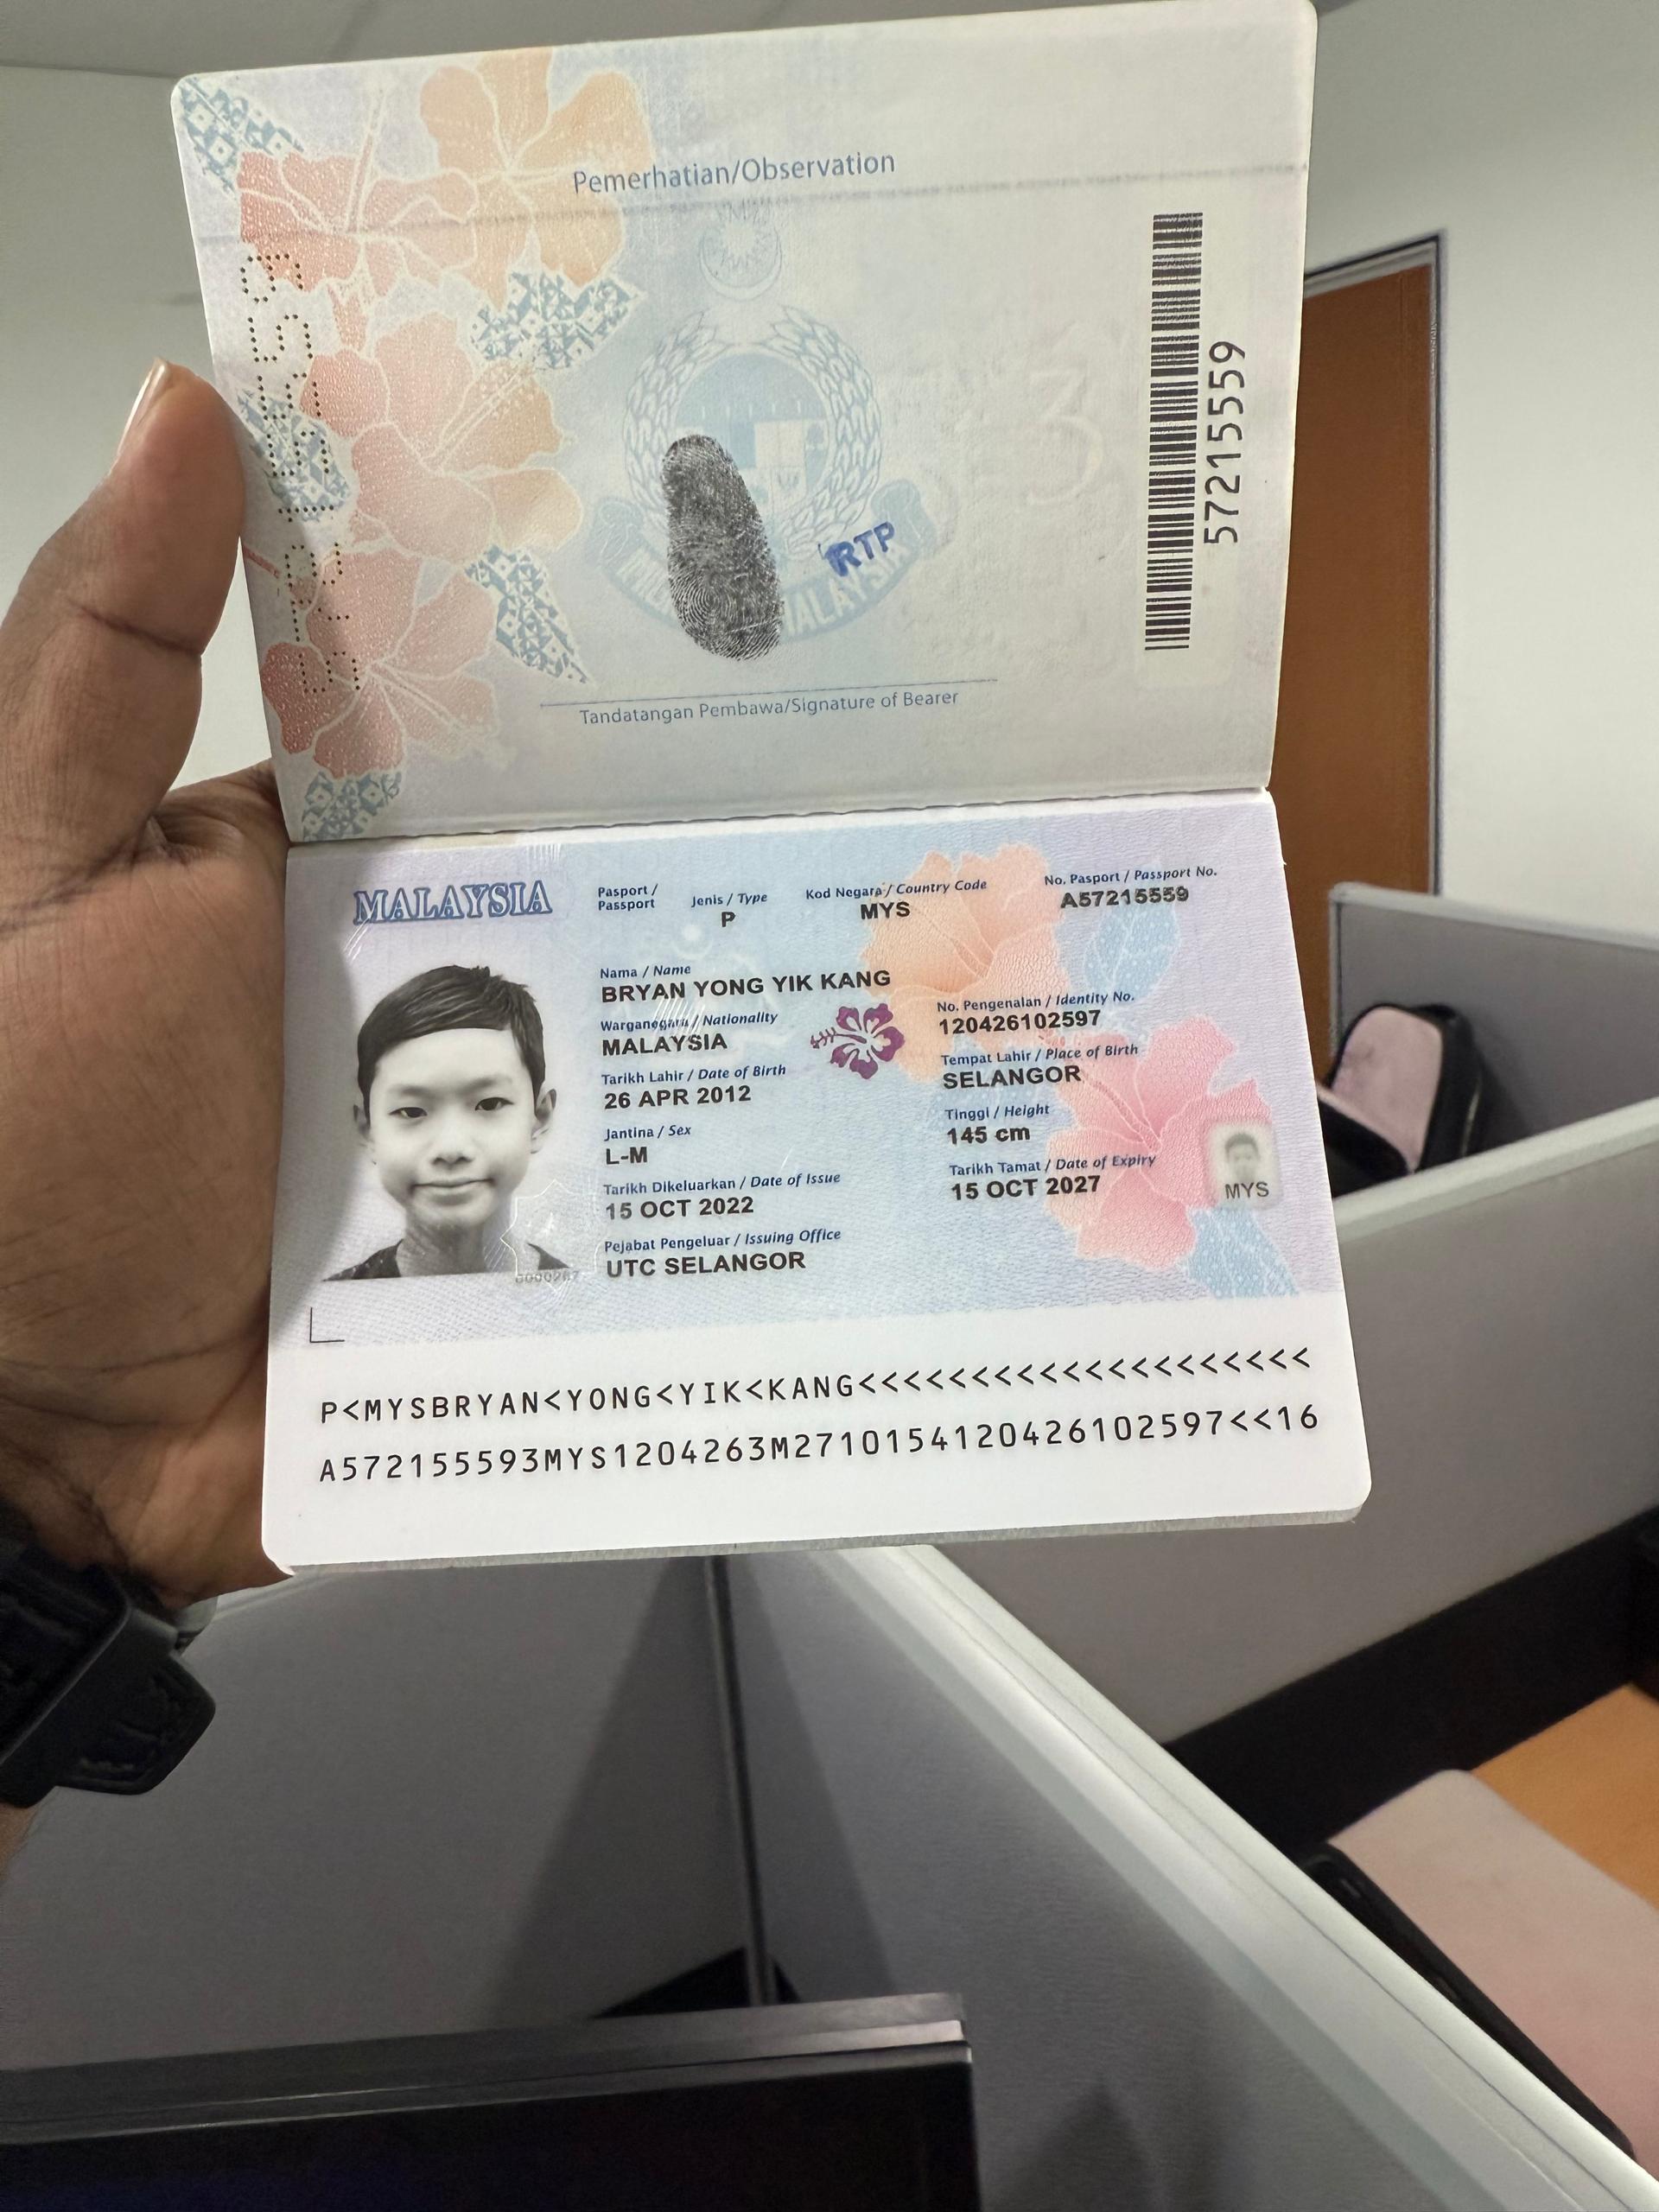 Pemerhatian/Observation
57215559
57215559
RTP
Tandatangan Pembawa/Signature of Bearer
MALAYSIA
Pasport / Passport
Jenis / Type
P
Kod Negara / Country Code
MYS
No. Pasport / Passport No.
A57215559
Nama / Name
BRYAN YONG YIK KANG
Warganegara / Nationality
MALAYSIA
No. Pengenalan / Identity No.
120426102597
Tarikh Lahir / Date of Birth
26 APR 2012
Tempat Lahir / Place of Birth
SELANGOR
Jantina / Sex
L-M
Tinggi / Height
145 cm
Tarikh Dikeluarkan / Date of Issue
15 OCT 2022
Tarikh Tamat / Date of Expiry
15 OCT 2027
MYS
Pejabat Pengeluar / Issuing Office
UTC SELANGOR
P<MYSBRYAN<YONG<YIK<KANG<<<<<<<<<<<<<<<<<<<<
A572155593MYS1204263M2710154120426102597<<16